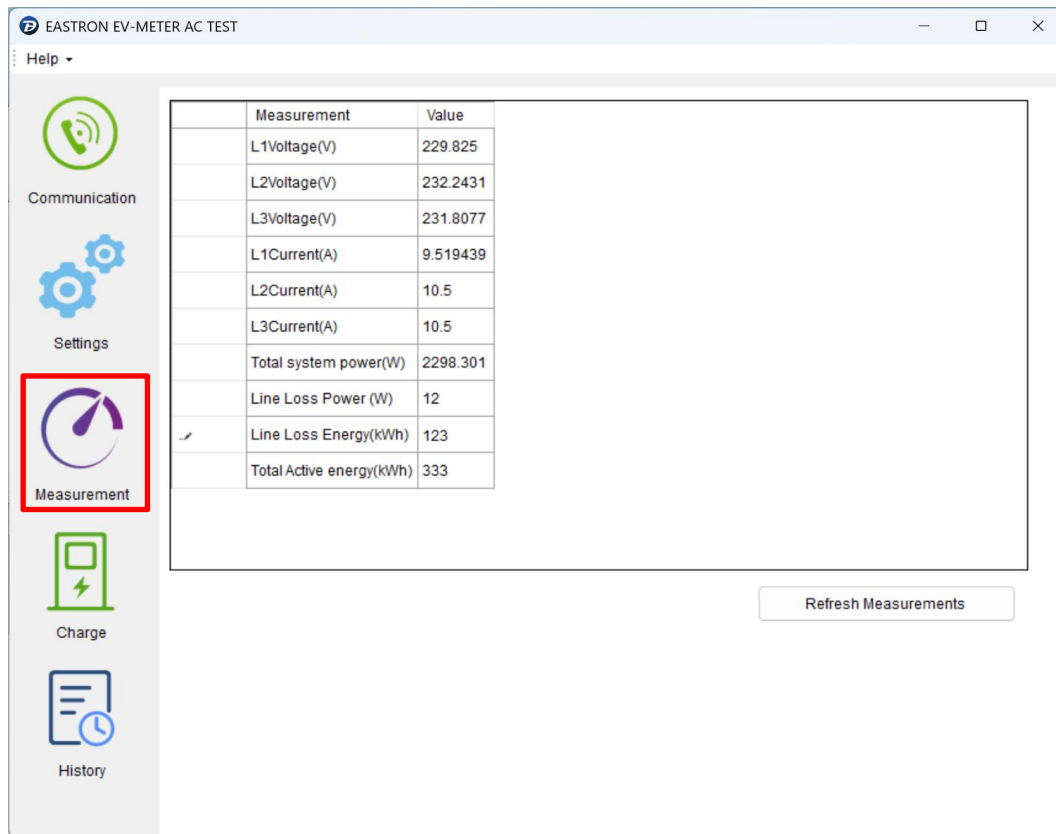 EASTRON EV-METER AC TEST
Help
Communication
Settings
Measurement
Charge
History
Measurement Value
L1Voltage(V) 229.825
L2Voltage(V) 232.2431
L3Voltage(V) 231.8077
L1Current(A) 9.519439
L2Current(A) 10.5
L3Current(A) 10.5
Total system power(W) 2298.301
Line Loss Power (W) 12
Line Loss Energy(kWh) 123
Total Active energy(kWh) 333
Refresh Measurements